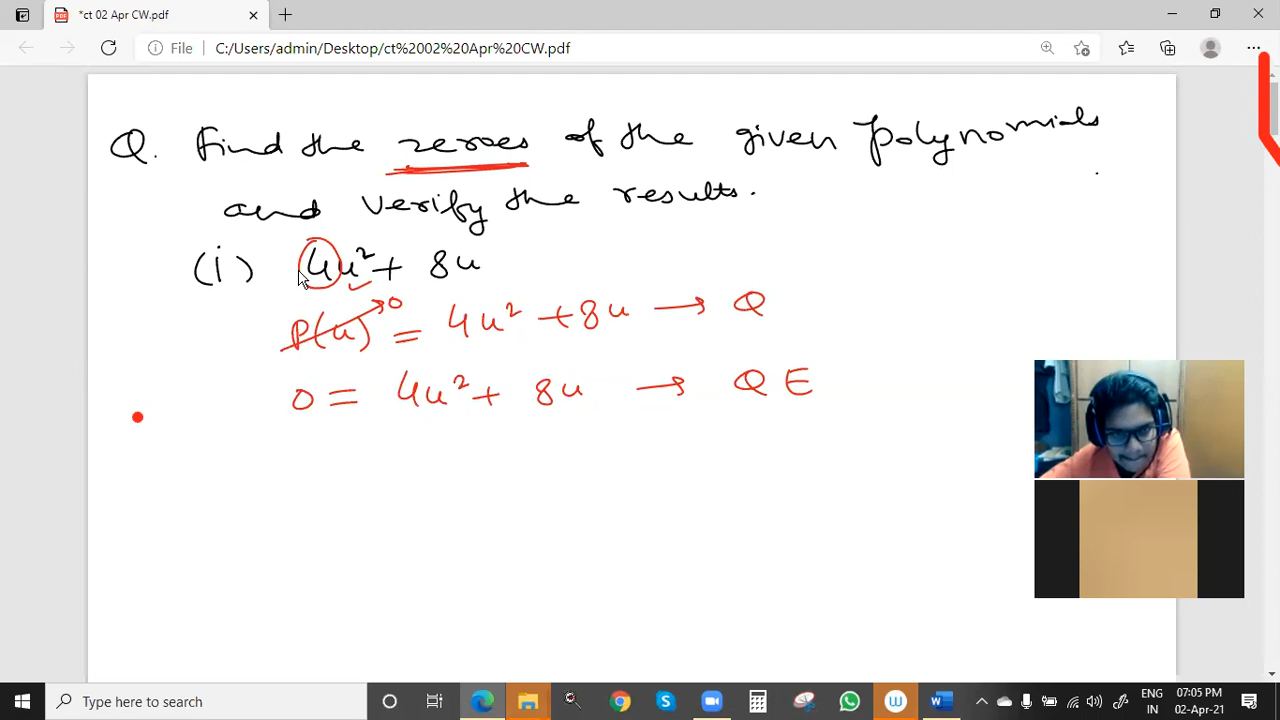 *ct 02 Apr CW.pdf
File
C:/Users/admin/Desktop/ct%2002%20Apr%20CW.pdf
Q. Find the zeroes of the given polynomials
and verify the results.
(i) 4u²+ 8u
P(u) 0 = 4u² + 8u → Q
0 = 4u² + 8u → Q E
Type here to search
ENG
IN
07:05 PM
02-Apr-21